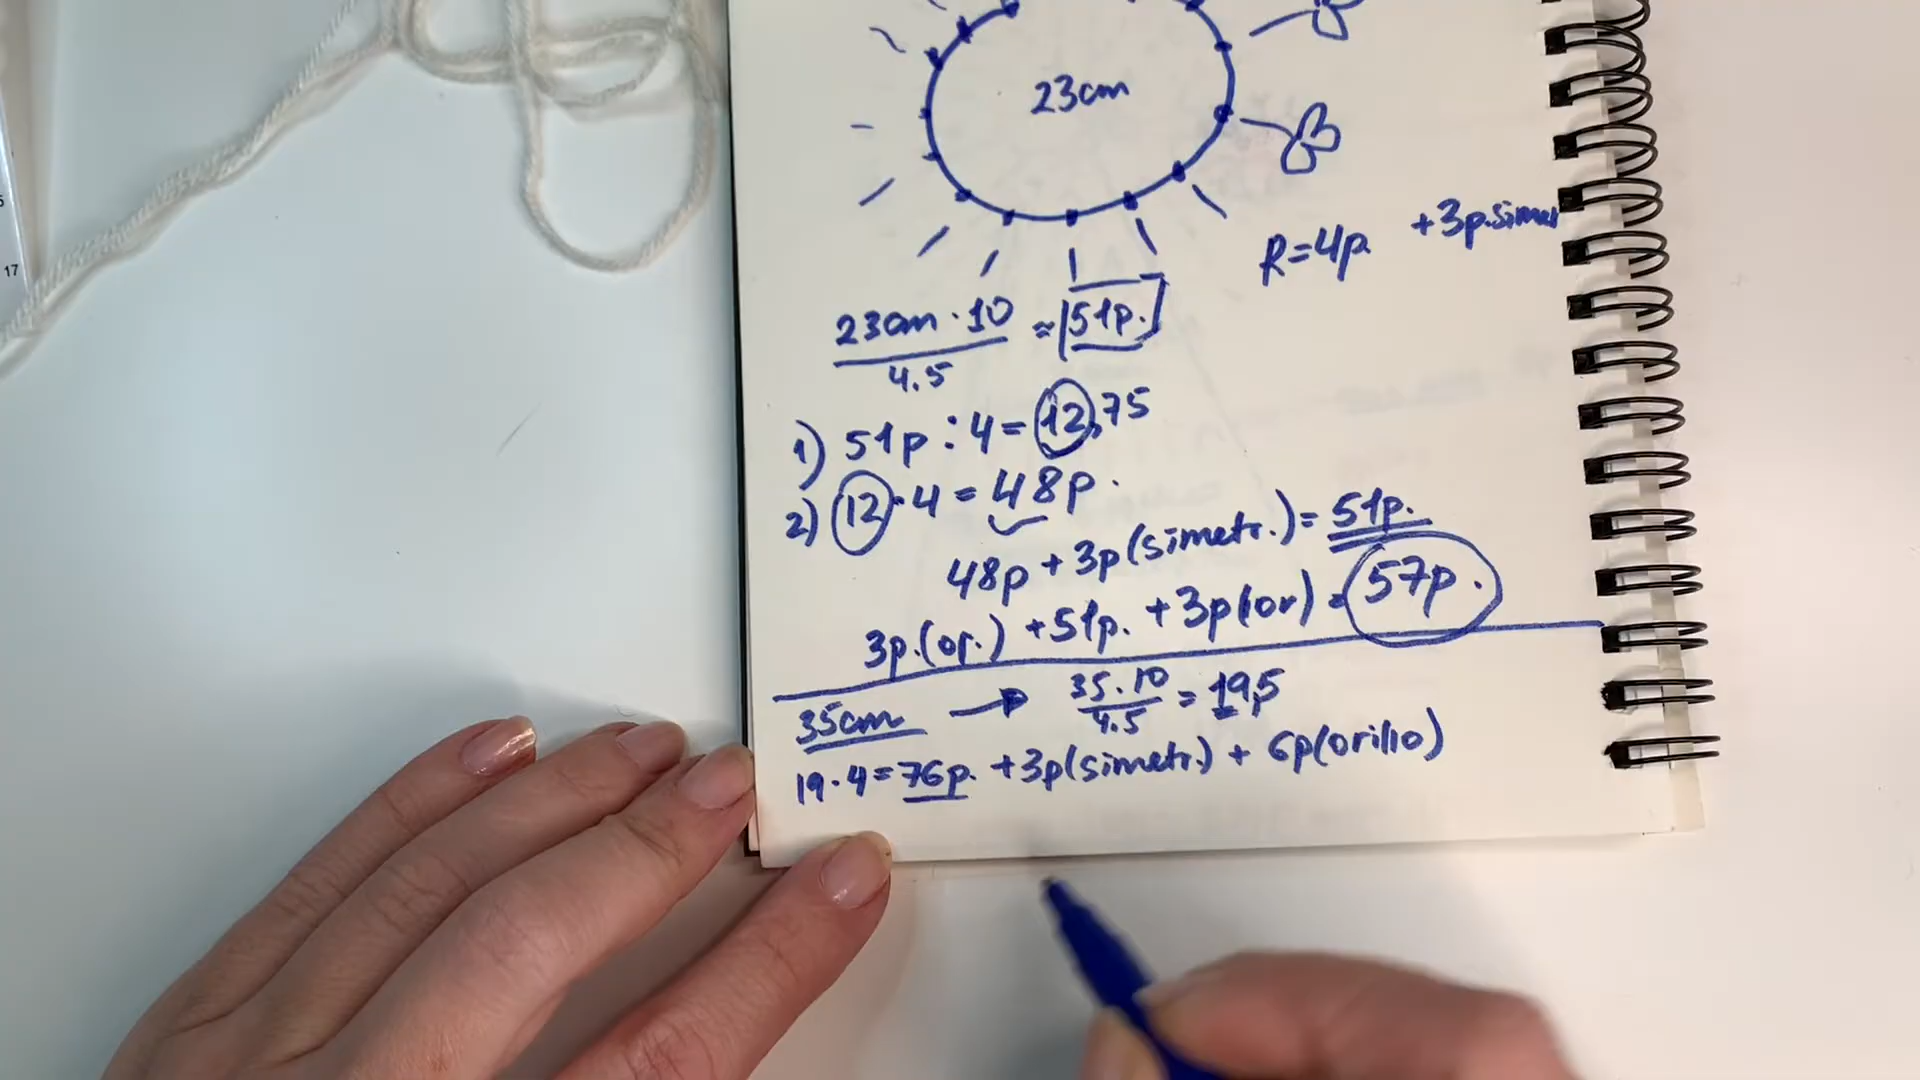 23cm
R=4p. +3p.simet
23cm·10 / 4.5 ≈ 51p.
1) 51p : 4 = 12,75
2) 12·4 = 48p.
48p + 3p(simetr.) = 51p.
3p.(or.) + 51p. + 3p(or) = 57p.
35cm → 35.10 / 4.5 = 19,5
19·4=76p. +3p(simetr.) + 6p(orillo)
17